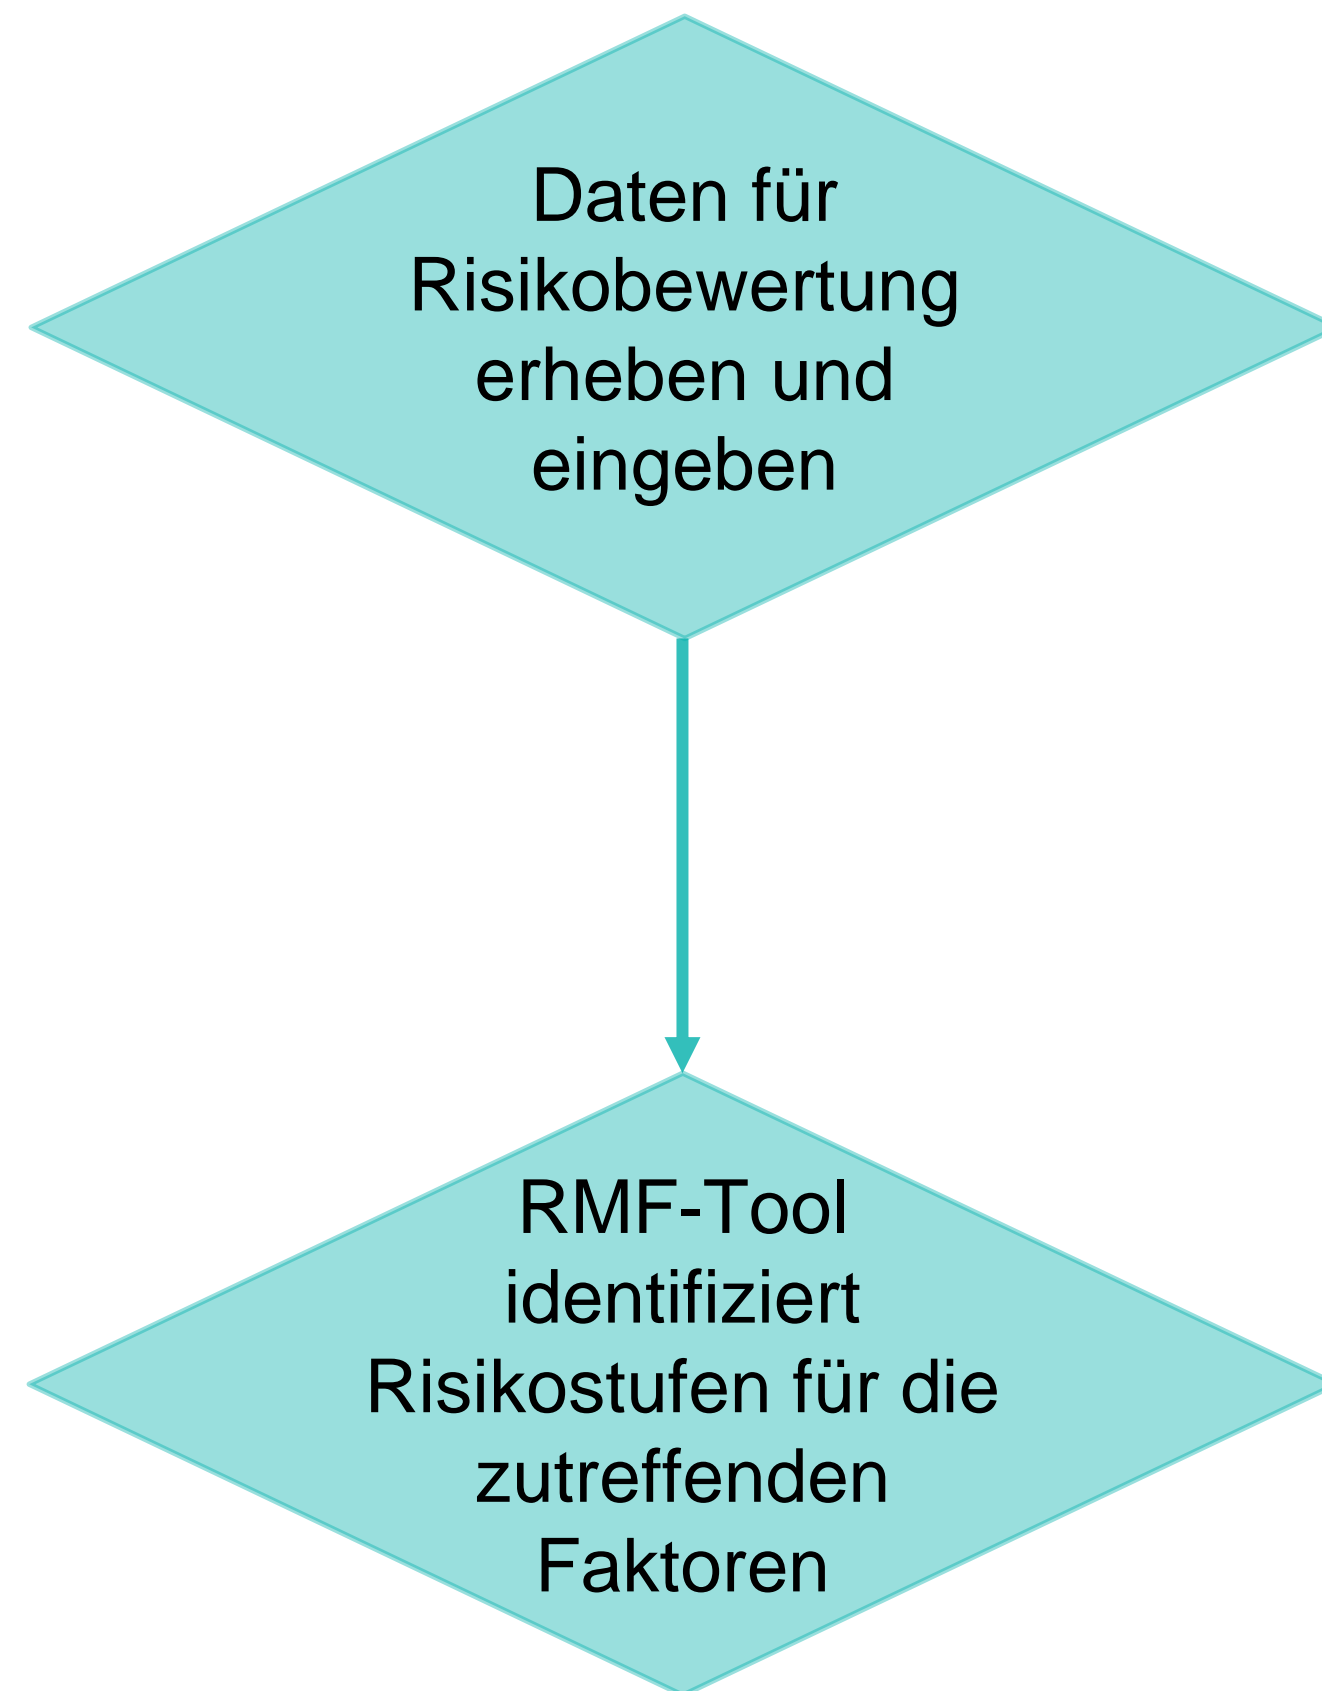 Daten für
Risikobewertung
erheben und
eingeben
RMF-Tool
identifiziert
Risikostufen für die
zutreffenden
Faktoren